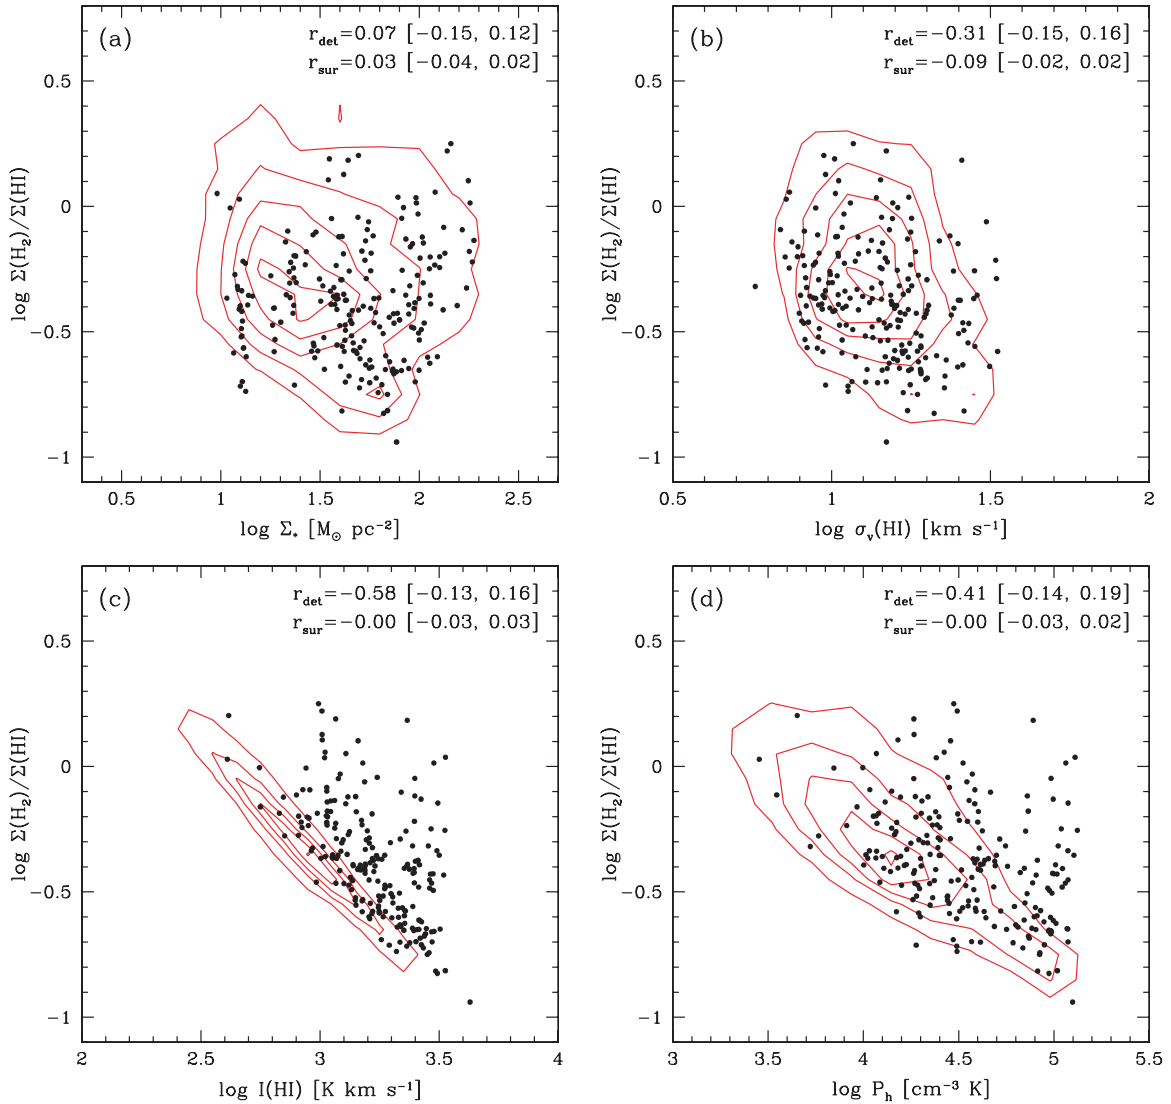 (a)
r_det=0.07 [−0.15, 0.12]
r_sur=0.03 [−0.04, 0.02]
0.5
0
−0.5
−1
log Σ(H₂)/Σ(HI)
0.5 1 1.5 2 2.5
log Σ_* [M_⊙ pc⁻²]
(b)
r_det=−0.31 [−0.15, 0.16]
r_sur=−0.09 [−0.02, 0.02]
0.5
0
−0.5
−1
log Σ(H₂)/Σ(HI)
0.5 1 1.5 2
log σ_v(HI) [km s⁻¹]
(c)
r_det=−0.58 [−0.13, 0.16]
r_sur=−0.00 [−0.03, 0.03]
0.5
0
−0.5
−1
log Σ(H₂)/Σ(HI)
2 2.5 3 3.5 4
log I(HI) [K km s⁻¹]
(d)
r_det=−0.41 [−0.14, 0.19]
r_sur=−0.00 [−0.03, 0.02]
0.5
0
−0.5
−1
log Σ(H₂)/Σ(HI)
3 3.5 4 4.5 5 5.5
log P_h [cm⁻³ K]